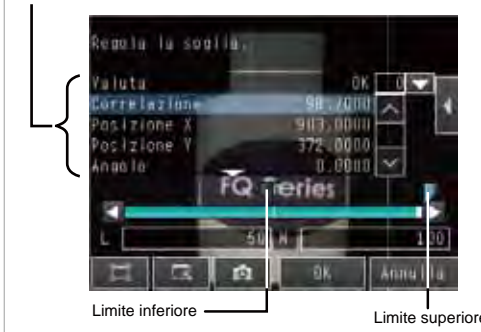 Regola la soglia.
Valuta OK 0
Correlazione 98.7000
Posizione X 903.0000
Posizione Y 372.0000
Angolo 0.0000
FQ Series
L 50 H 100
OK Annulla
Limite inferiore
Limite superiore